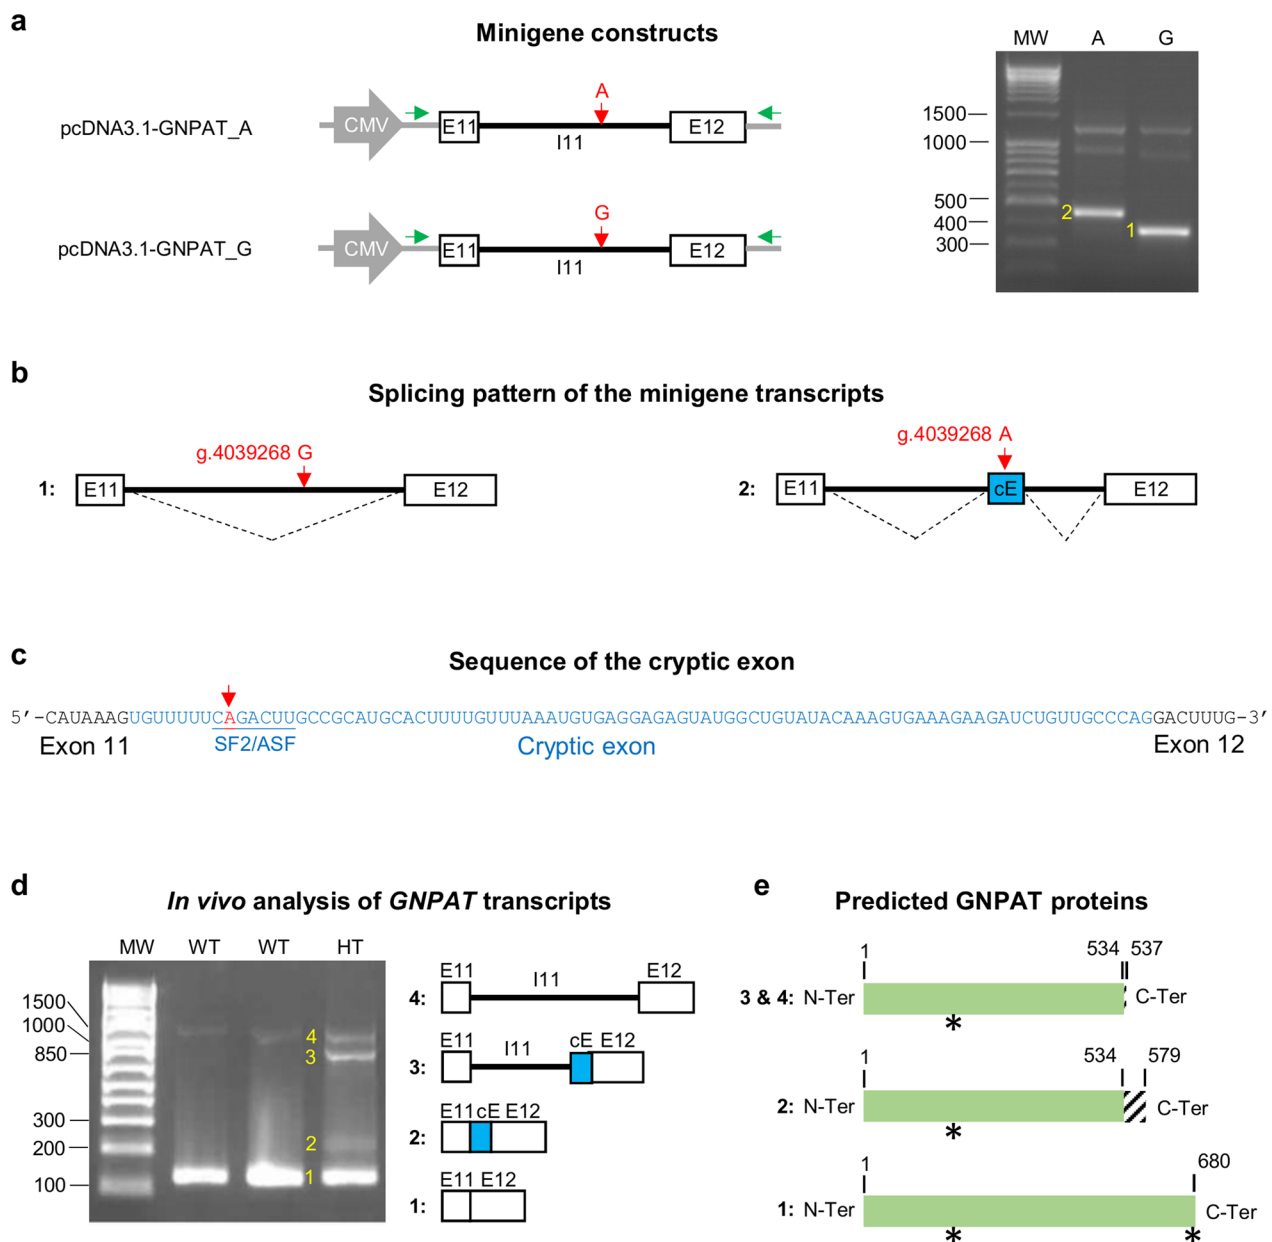 a
Minigene constructs
pcDNA3.1-GNPAT_A
CMV
E11
A
I11
E12
pcDNA3.1-GNPAT_G
CMV
E11
G
I11
E12
MW A G
1500
1000
500
400
300
2
1
b
Splicing pattern of the minigene transcripts
g.4039268 G
1: E11 E12
g.4039268 A
2: E11 cE E12
c
Sequence of the cryptic exon
5′-CAUAAAGUGUUUUUCAGACUUGCCGCAUGCACUUUUGUUUAAAUGUGAGGAGAGUAUGGCUGUAUACAAAGUGAAAGAAGAUCUGUUGCCCAGGACUUUG-3′
Exon 11 SF2/ASF Cryptic exon Exon 12
d
In vivo analysis of GNPAT transcripts
MW WT WT HT
1500
1000
850
300
200
100
4
3
2
1
E11 I11 E12
4:
E11 I11 cE E12
3:
E11 cE E12
2:
E11 E12
1:
e
Predicted GNPAT proteins
1 534 537
3 & 4: N-Ter C-Ter
*
1 534 579
2: N-Ter C-Ter
*
1 680
1: N-Ter C-Ter
* *